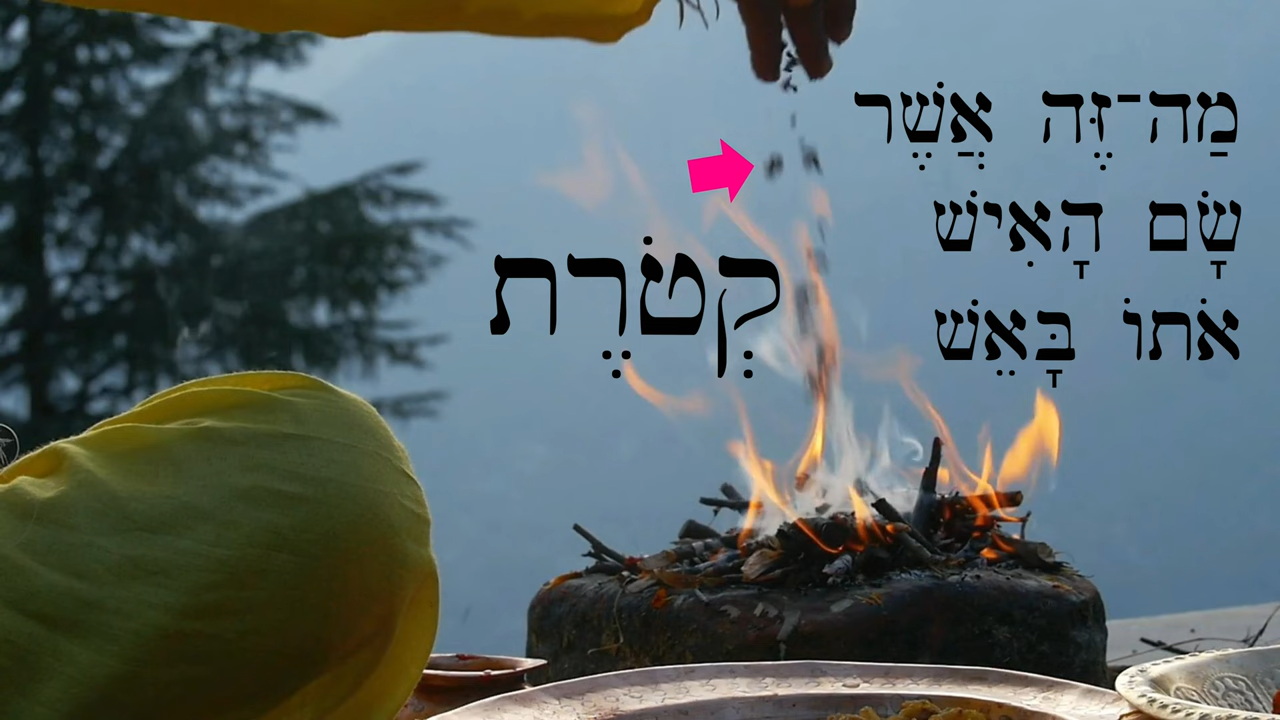 מַה־זֶּה אֲשֶׁר
שָׂם הָאִישׁ
אֹתוֹ בָּאֵשׁ
קְטֹרֶת